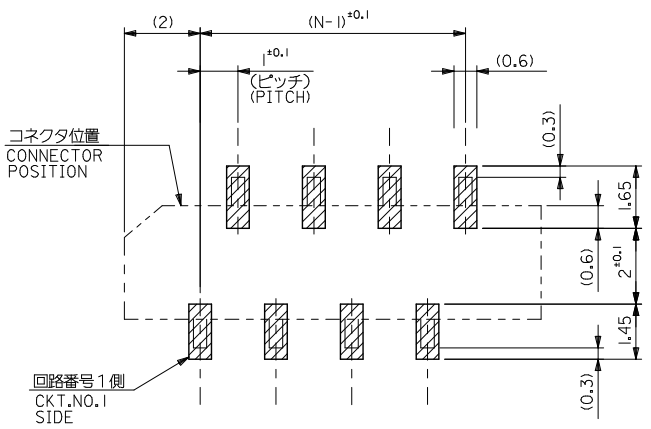 (2)
(N-1)±0.1
1±0.1
(ピッチ)
(PITCH)
(0.6)
(0.3)
コネクタ位置
CONNECTOR
POSITION
1.65
(0.6)
2±0.1
1.45
(0.3)
回路番号1側
CKT.NO.1
SIDE